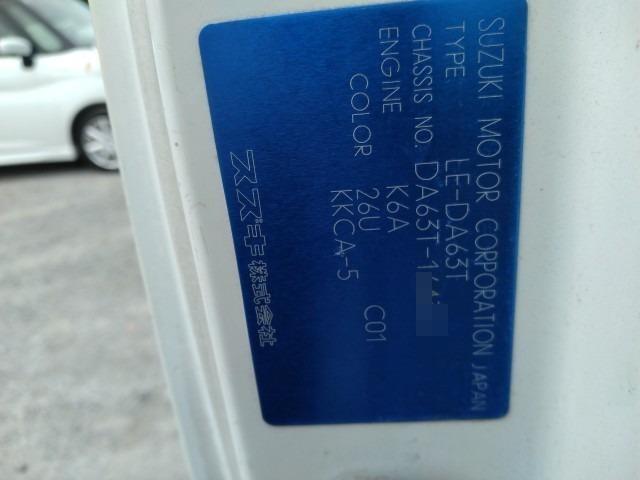 SUZUKI MOTOR CORPORATION JAPAN
TYPE LE-DA63T
CHASSIS NO. DA63T-1
ENGINE K6A
COLOR 26U C01
KKCA-5
スズキ株式会社